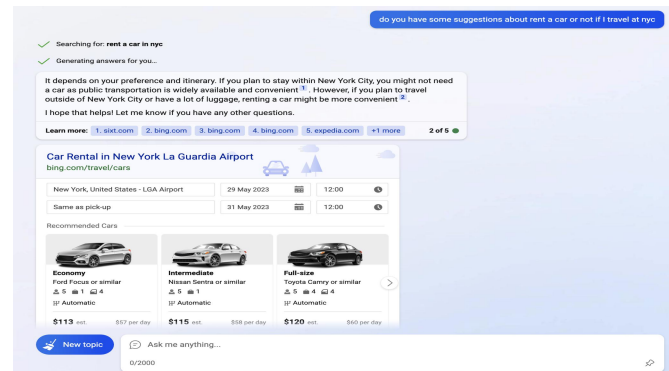 do you have some suggestions about rent a car or not if I travel at nyc
Searching for: rent a car in nyc
Generating answers for you...
It depends on your preference and itinerary. If you plan to stay within New York City, you might not need
a car as public transportation is widely available and convenient 1 . However, if you plan to travel
outside of New York City or have a lot of luggage, renting a car might be more convenient 2 .
I hope that helps! Let me know if you have any other questions.
Learn more: 1. sixt.com 2. bing.com 3. bing.com 4. bing.com 5. expedia.com +1 more 2 of 5
Car Rental in New York La Guardia Airport
bing.com/travel/cars
New York, United States - LGA Airport 29 May 2023 12:00
Same as pick-up 31 May 2023 12:00
Recommended Cars
Economy Intermediate Full-size
Ford Focus or similar Nissan Sentra or similar Toyota Camry or similar
5 1 4 5 1 5 4 4
Automatic Automatic Automatic
$113 est. $57 per day $115 est. $58 per day $120 est. $60 per day
New topic Ask me anything...
0/2000